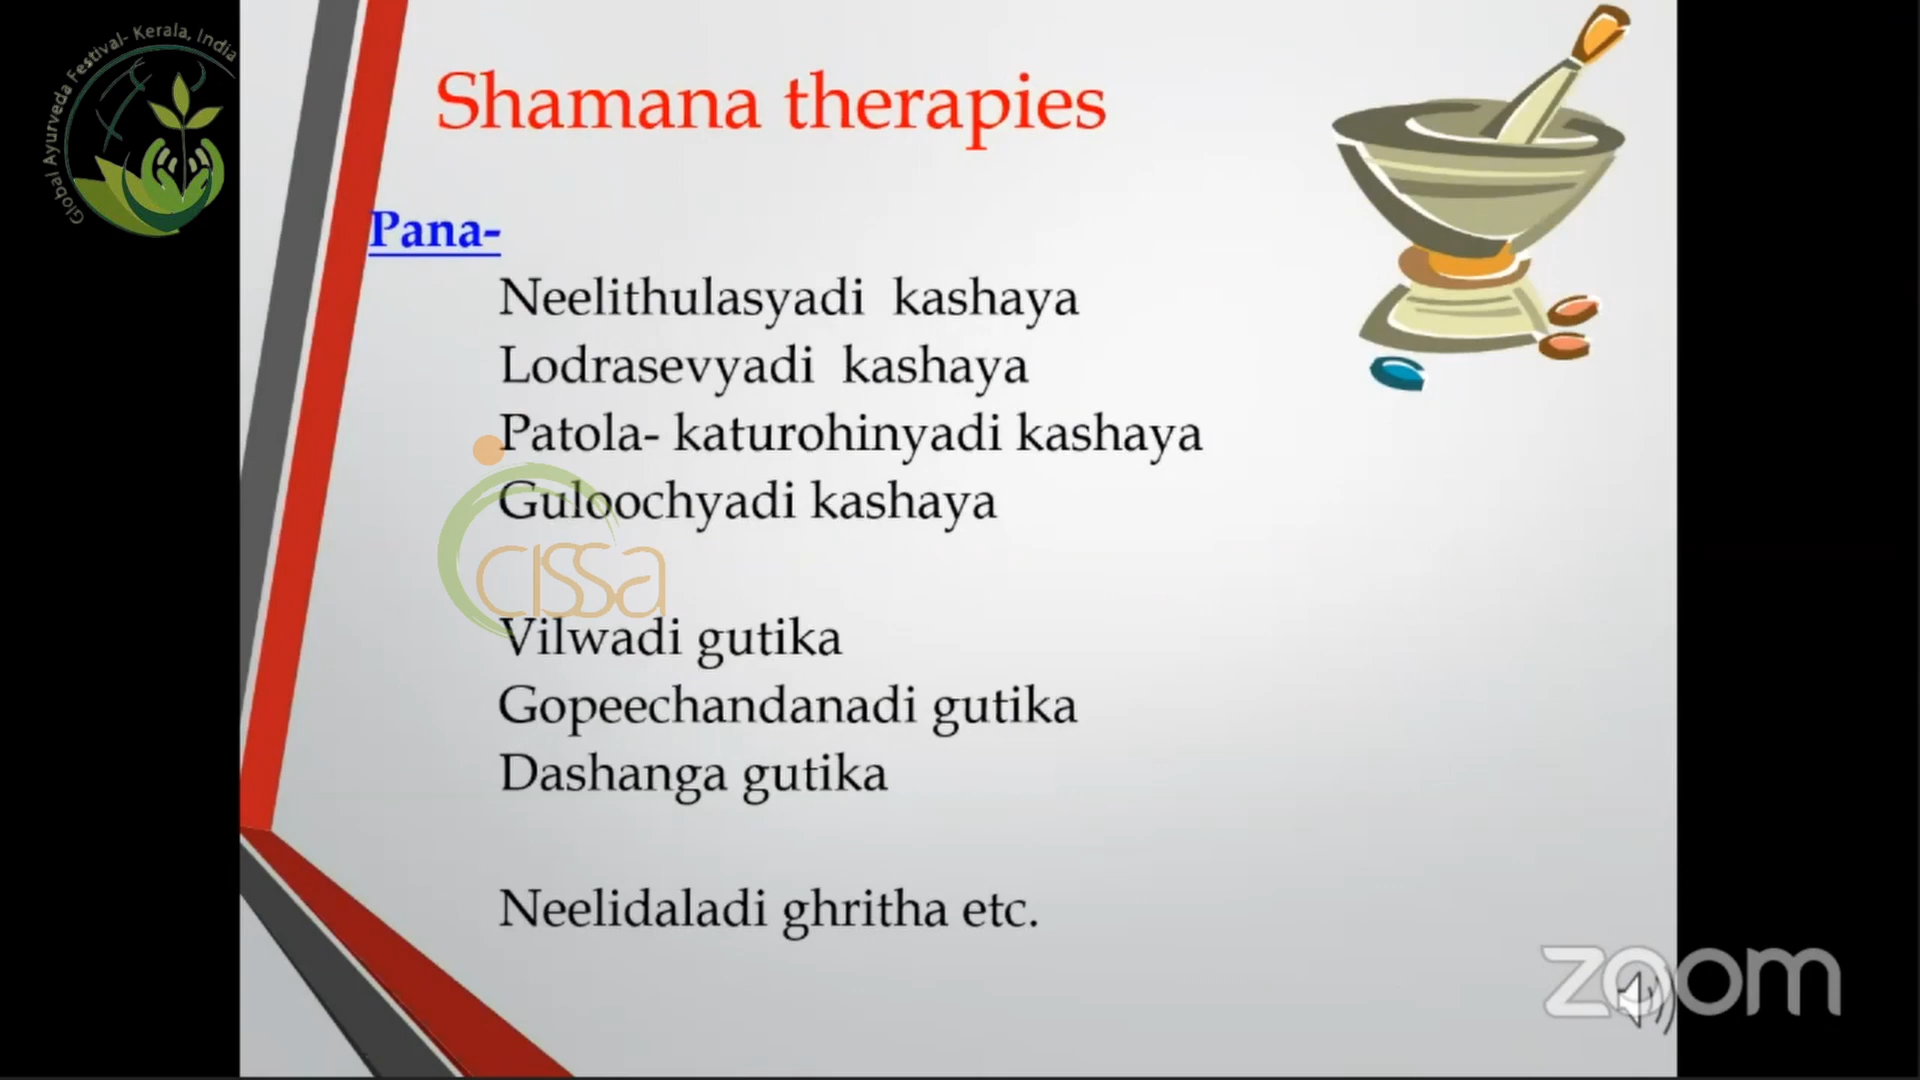 Global Ayurveda Festival- Kerala, India
Shamana therapies
Pana-
Neelithulasyadi kashaya
Lodrasevyadi kashaya
Patola- katurohinyadi kashaya
Guloochyadi kashaya
cissa
Vilwadi gutika
Gopeechandanadi gutika
Dashanga gutika
Neelidaladi ghritha etc.
zoom